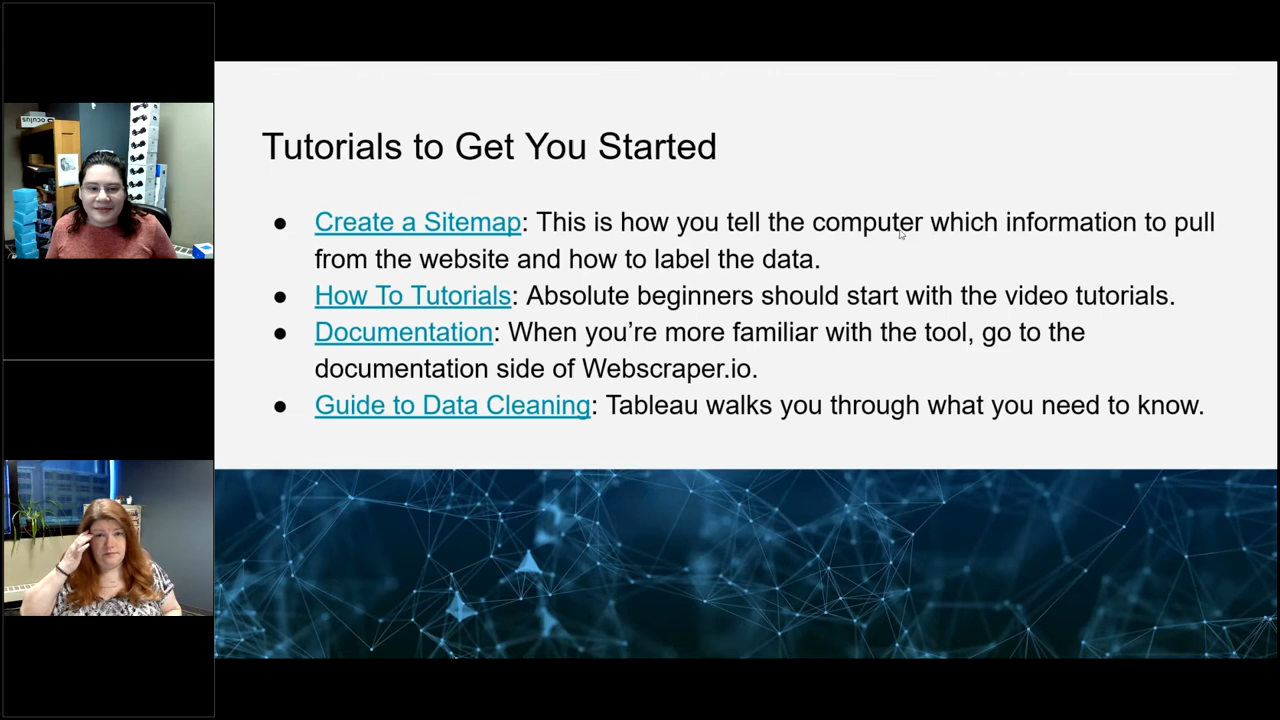 oculus
Tutorials to Get You Started
● Create a Sitemap: This is how you tell the computer which information to pull
from the website and how to label the data.
● How To Tutorials: Absolute beginners should start with the video tutorials.
● Documentation: When you’re more familiar with the tool, go to the
documentation side of Webscraper.io.
● Guide to Data Cleaning: Tableau walks you through what you need to know.